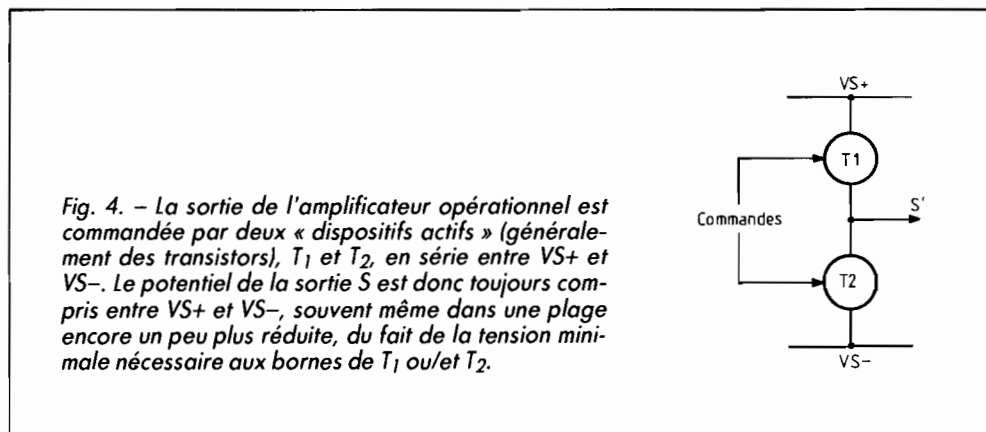 Fig. 4. – La sortie de l'amplificateur opérationnel est
commandée par deux « dispositifs actifs » (générale-
ment des transistors), T1 et T2, en série entre VS+ et
VS–. Le potentiel de la sortie S est donc toujours com-
pris entre VS+ et VS–, souvent même dans une plage
encore un peu plus réduite, du fait de la tension mini-
male nécessaire aux bornes de T1 ou/et T2.
VS+
T1
S'
Commandes
T2
VS–